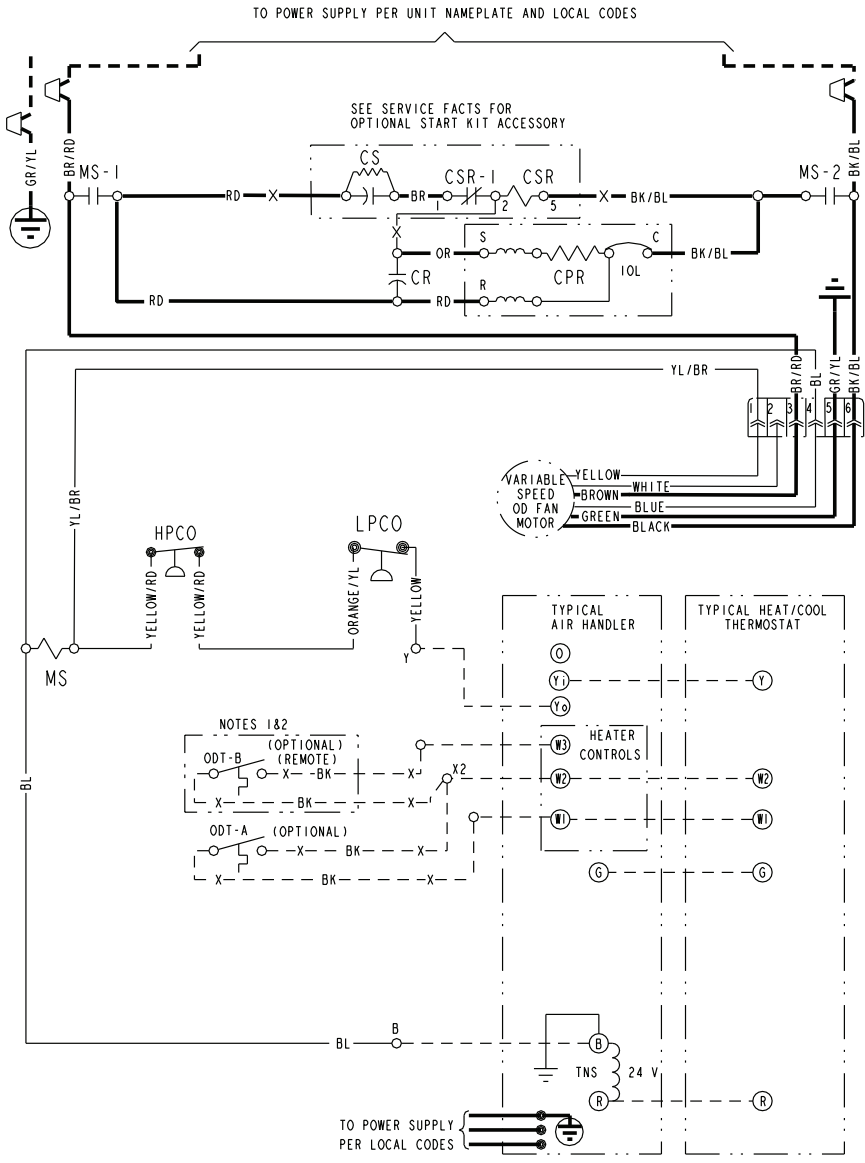 TO POWER SUPPLY PER UNIT NAMEPLATE AND LOCAL CODES
SEE SERVICE FACTS FOR
OPTIONAL START KIT ACCESSORY
GR/YL
BR/RD
BK/BL
MS-1
CS
CSR-1
CSR
MS-2
RD
X
BR
1
2
5
X
BK/BL
X
OR
S
C
BK/BL
CR
CPR
IOL
R
RD
RD
YL/BR
BR/RD
BL
GR/YL
BK/BL
1
2
3
4
5
6
VARIABLE
SPEED
OD FAN
MOTOR
YELLOW
WHITE
BROWN
BLUE
GREEN
BLACK
YL/BR
HPCO
LPCO
YELLOW/RD
YELLOW/RD
ORANGE/YL
YELLOW
MS
Y
TYPICAL
AIR HANDLER
TYPICAL HEAT/COOL
THERMOSTAT
O
Yi
Y
Yo
NOTES 1&2
(OPTIONAL)
(REMOTE)
ODT-B
X
BK
X
X
BK
X
X2
HEATER
CONTROLS
W3
W2
W2
W1
W1
ODT-A
(OPTIONAL)
X
BK
X
X
BK
X
G
G
BL
BL
B
B
TNS
24 V
R
R
TO POWER SUPPLY
PER LOCAL CODES